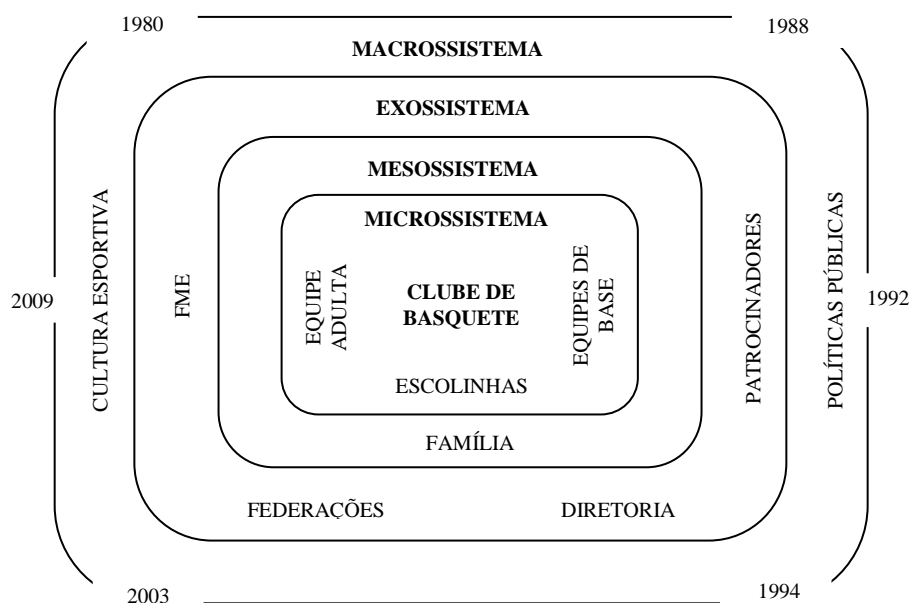 1980
1988
MACROSSISTEMA
EXOSSISTEMA
MESOSSISTEMA
MICROSSISTEMA
2009
CULTURA ESPORTIVA
FME
EQUIPE
ADULTA
CLUBE DE
BASQUETE
EQUIPES DE
BASE
PATROCINADORES
POLÍTICAS PÚBLICAS
1992
ESCOLINHAS
FAMÍLIA
FEDERAÇÕES
DIRETORIA
2003
1994